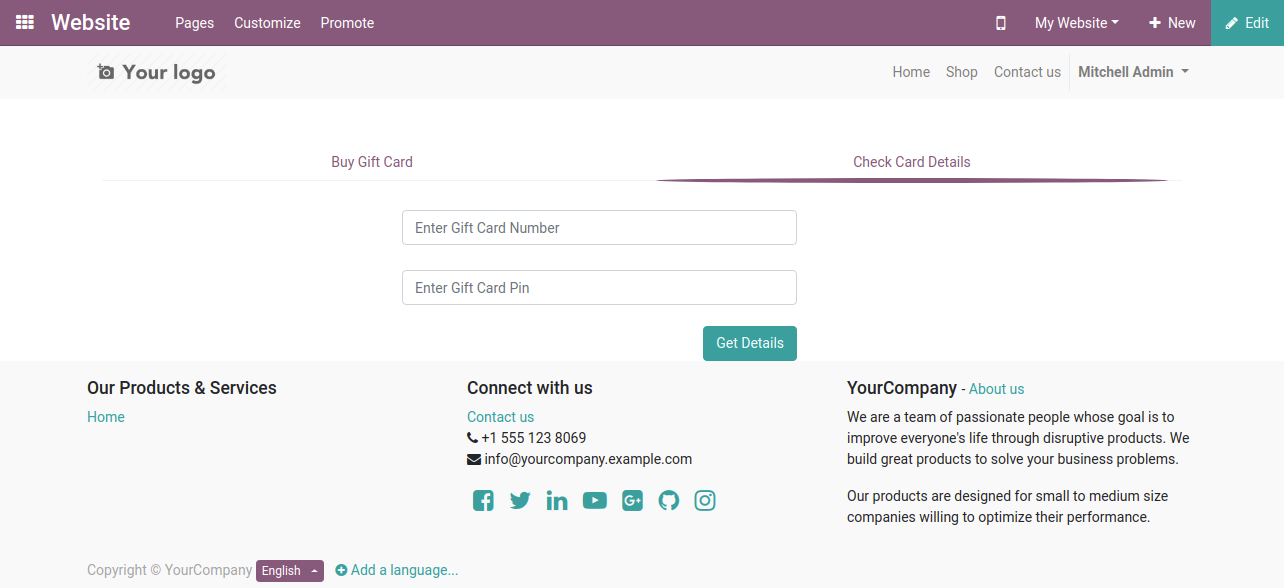 Website Pages Customize Promote My Website New Edit
Your logo Home Shop Contact us Mitchell Admin
Buy Gift Card Check Card Details
Enter Gift Card Number
Enter Gift Card Pin
Get Details
Our Products & Services
Home
Connect with us
Contact us
+1 555 123 8069
info@yourcompany.example.com
YourCompany - About us
We are a team of passionate people whose goal is to
improve everyone's life through disruptive products. We
build great products to solve your business problems.
Our products are designed for small to medium size
companies willing to optimize their performance.
Copyright © YourCompany English Add a language...